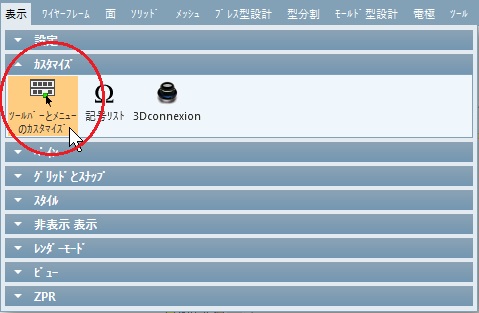 表示 ﾜｲﾔｰﾌﾚｰﾑ 面 ｿﾘｯﾄﾞ ﾒｯｼｭ ﾌﾟﾚｽ型設計 型分割 ﾓｰﾙﾄﾞ型設計 電極 ﾂｰﾙ
設定
ｶｽﾀﾏｲｽﾞ
ﾂｰﾙﾊﾞｰとﾒﾆｭｰ
のｶｽﾀﾏｲｽﾞ
記号ﾘｽﾄ
3Dconnexion
ｸﾞﾘｯﾄﾞとｽﾅｯﾌﾟ
ｽﾀｲﾙ
非表示 表示
ﾚﾝﾀﾞｰﾓｰﾄﾞ
ﾋﾞｭｰ
ZPR